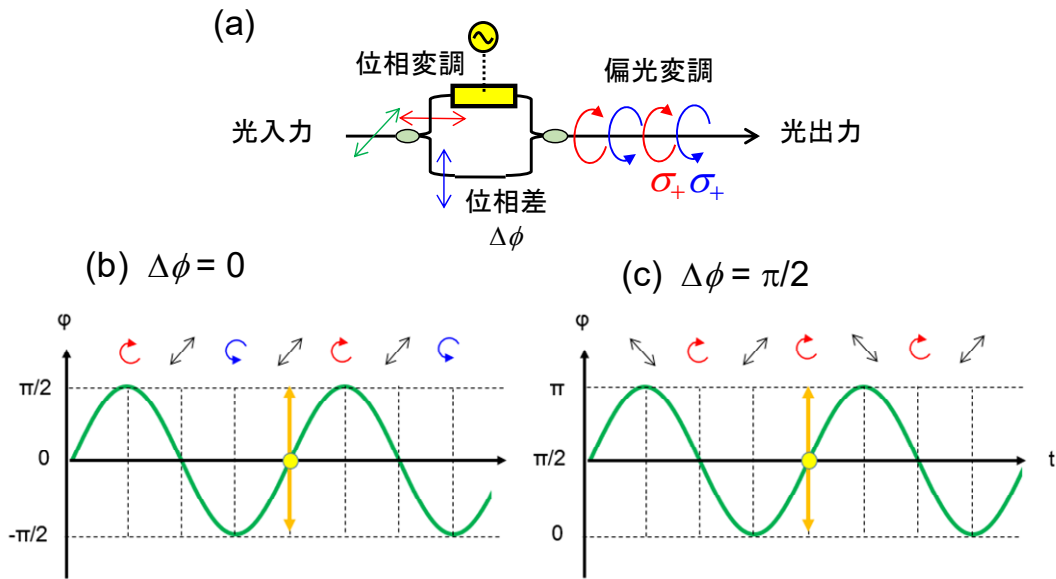 (a)
位相変調
偏光変調
光入力
光出力
σ+ σ+
位相差
Δϕ
(b) Δϕ = 0
(c) Δϕ = π/2
φ
π/2
0
-π/2
φ
π
π/2
0
t